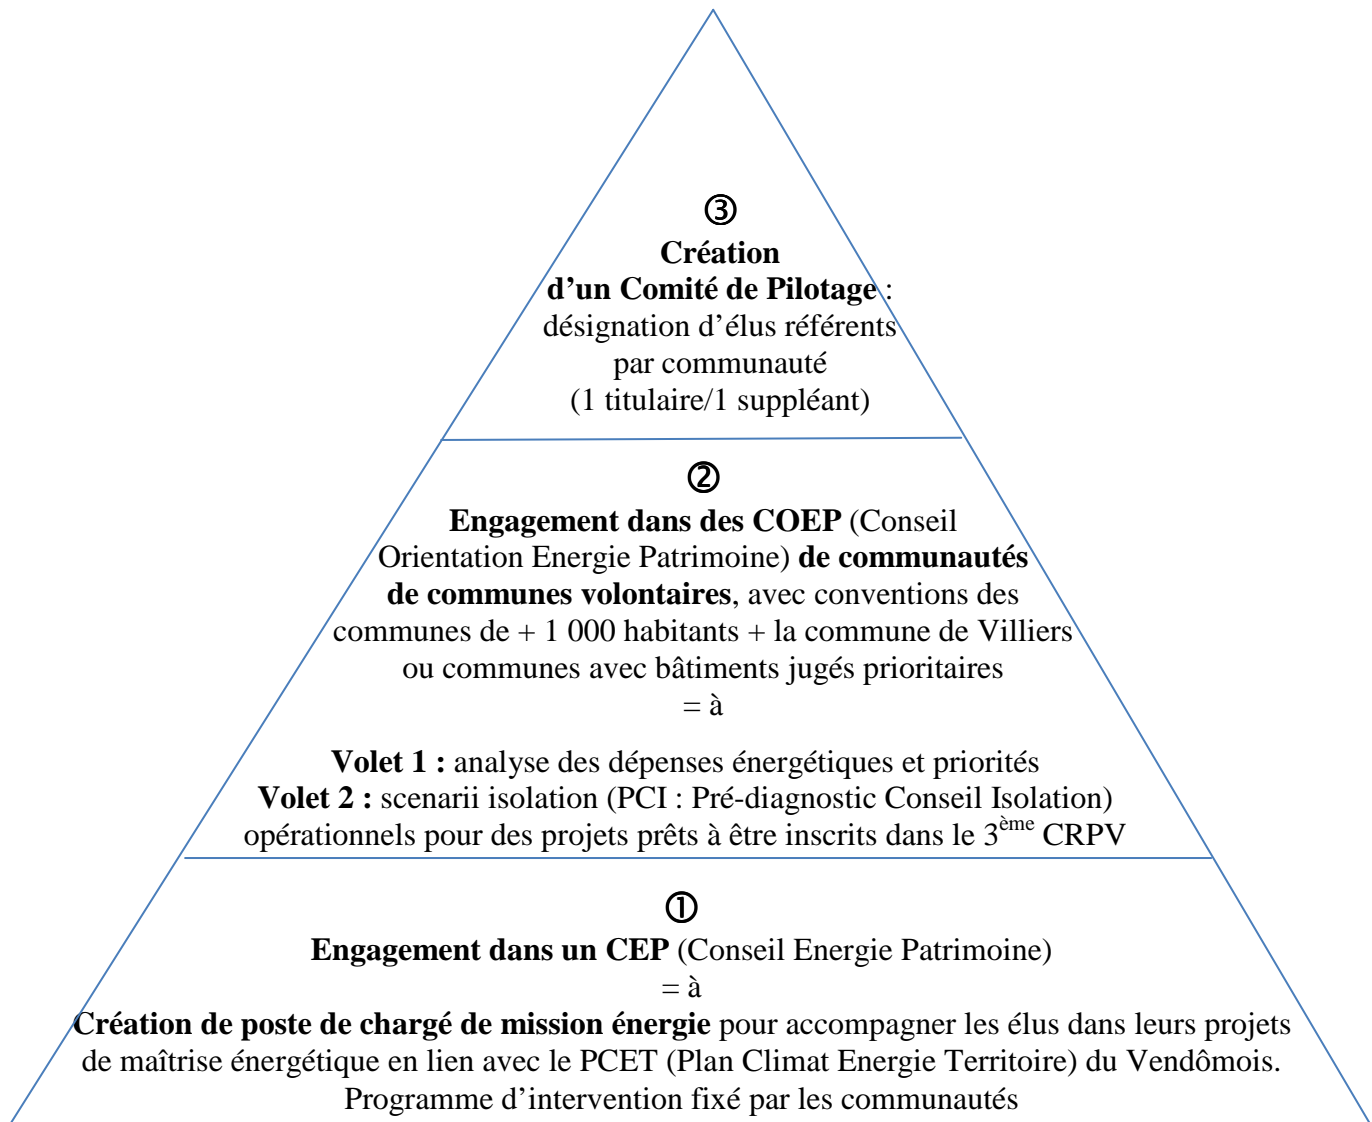 ③
Création
d’un Comité de Pilotage :
désignation d’élus référents
par communauté
(1 titulaire/1 suppléant)
②
Engagement dans des COEP (Conseil
Orientation Energie Patrimoine) de communautés
de communes volontaires, avec conventions des
communes de + 1 000 habitants + la commune de Villiers
ou communes avec bâtiments jugés prioritaires
= à
Volet 1 : analyse des dépenses énergétiques et priorités
Volet 2 : scenarii isolation (PCI : Pré-diagnostic Conseil Isolation)
opérationnels pour des projets prêts à être inscrits dans le 3ème CRPV
①
Engagement dans un CEP (Conseil Energie Patrimoine)
= à
Création de poste de chargé de mission énergie pour accompagner les élus dans leurs projets
de maîtrise énergétique en lien avec le PCET (Plan Climat Energie Territoire) du Vendômois.
Programme d’intervention fixé par les communautés